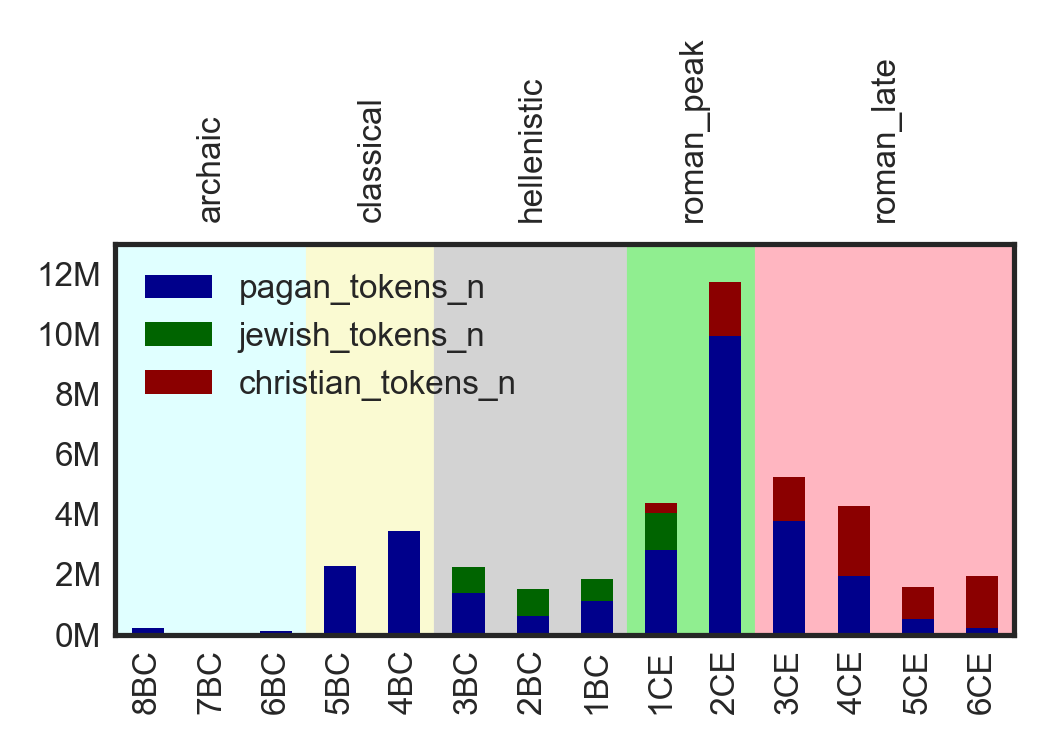 archaic
classical
hellenistic
roman_peak
roman_late
12M
10M
8M
6M
4M
2M
0M
pagan_tokens_n
jewish_tokens_n
christian_tokens_n
8BC
7BC
6BC
5BC
4BC
3BC
2BC
1BC
1CE
2CE
3CE
4CE
5CE
6CE